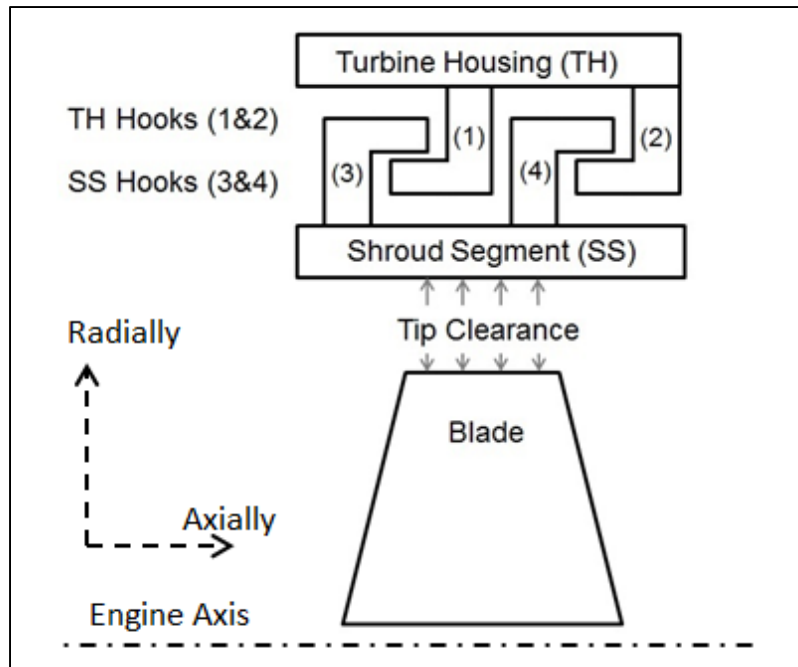 Turbine Housing (TH)
TH Hooks (1&2)
(1)
(2)
SS Hooks (3&4)
(3)
(4)
Shroud Segment (SS)
Radially
Tip Clearance
Blade
Axially
Engine Axis